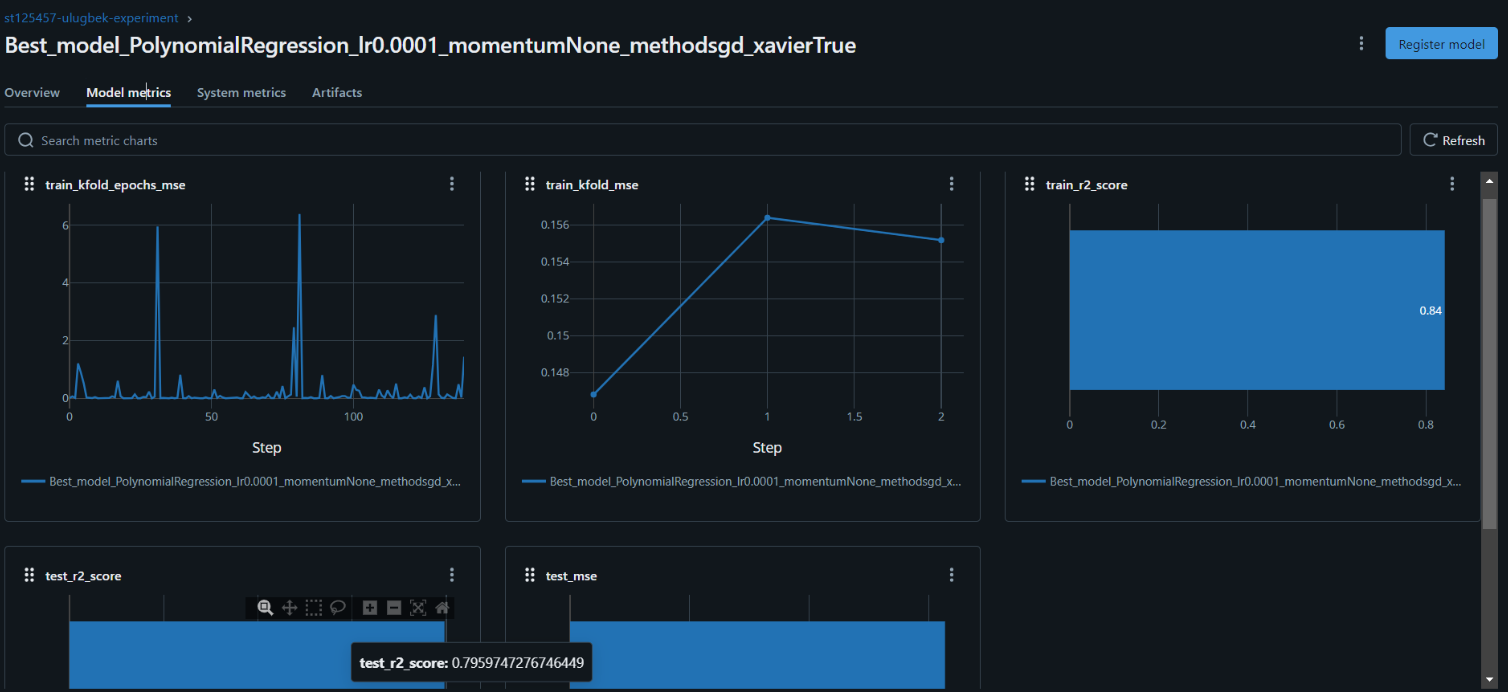 st125457-ulugbek-experiment ›
Best_model_PolynomialRegression_lr0.0001_momentumNone_methodsgd_xavierTrue
Register model
Overview Model metrics System metrics Artifacts
Search metric charts
Refresh
train_kfold_epochs_mse
6
4
2
0
0 50 100
Step
Best_model_PolynomialRegression_lr0.0001_momentumNone_methodsgd_x...
train_kfold_mse
0.156
0.154
0.152
0.15
0.148
0 0.5 1 1.5 2
Step
Best_model_PolynomialRegression_lr0.0001_momentumNone_methodsgd_x...
train_r2_score
0.84
0 0.2 0.4 0.6 0.8
Best_model_PolynomialRegression_lr0.0001_momentumNone_methodsgd_x...
test_r2_score
test_r2_score: 0.7959747276746449
test_mse